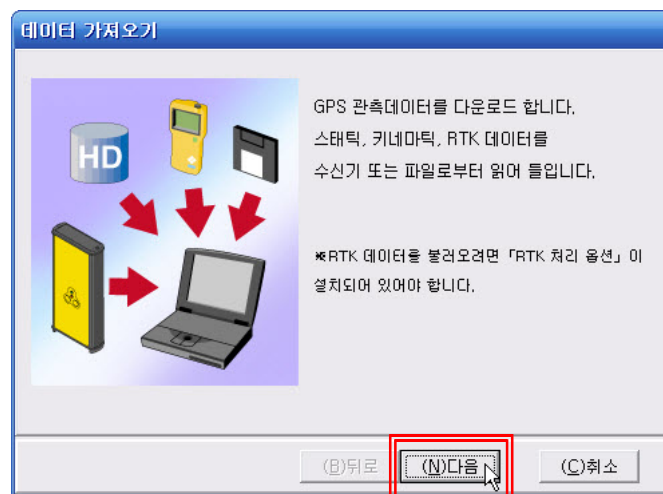 데이터 가져오기
HD
GPS 관측데이터를 다운로드 합니다.
스태틱, 키네마틱, RTK 데이터를
수신기 또는 파일로부터 읽어 들입니다.
※RTK 데이터를 불러오려면 「RTK 처리 옵션」 이
설치되어 있어야 합니다.
(B)뒤로 (N)다음 (C)취소